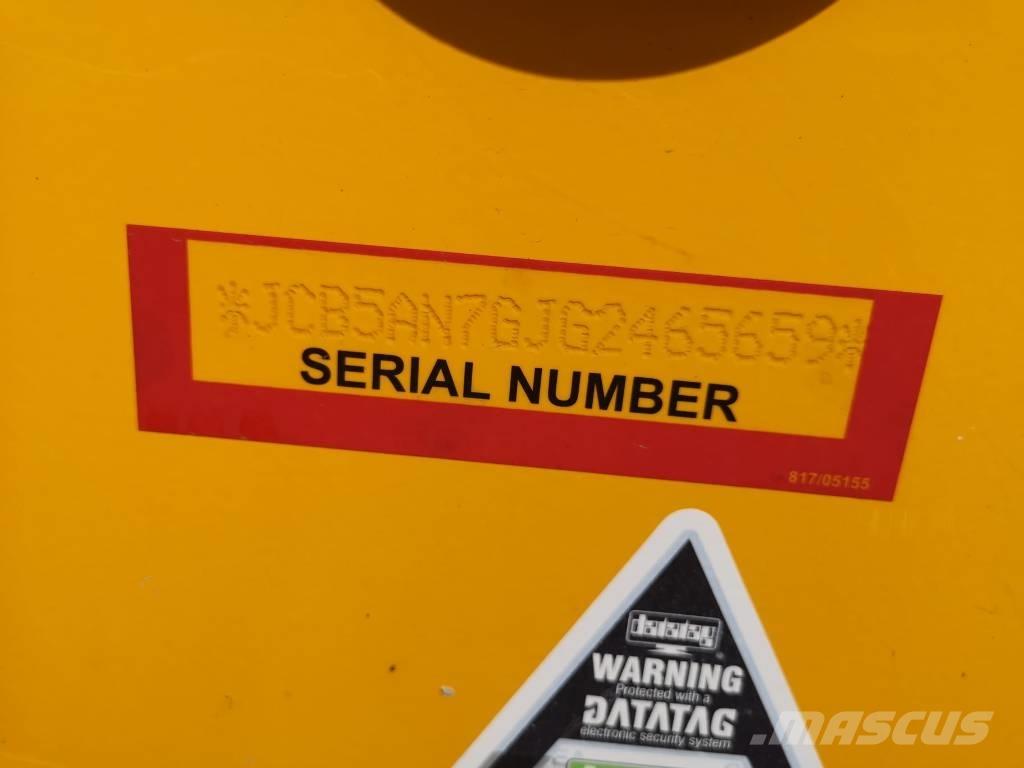 *JCB5AN7GJG2465659*
SERIAL NUMBER
817/05155
datatag
WARNING
Protected with a
DATATAG
electronic security system
MASCUS